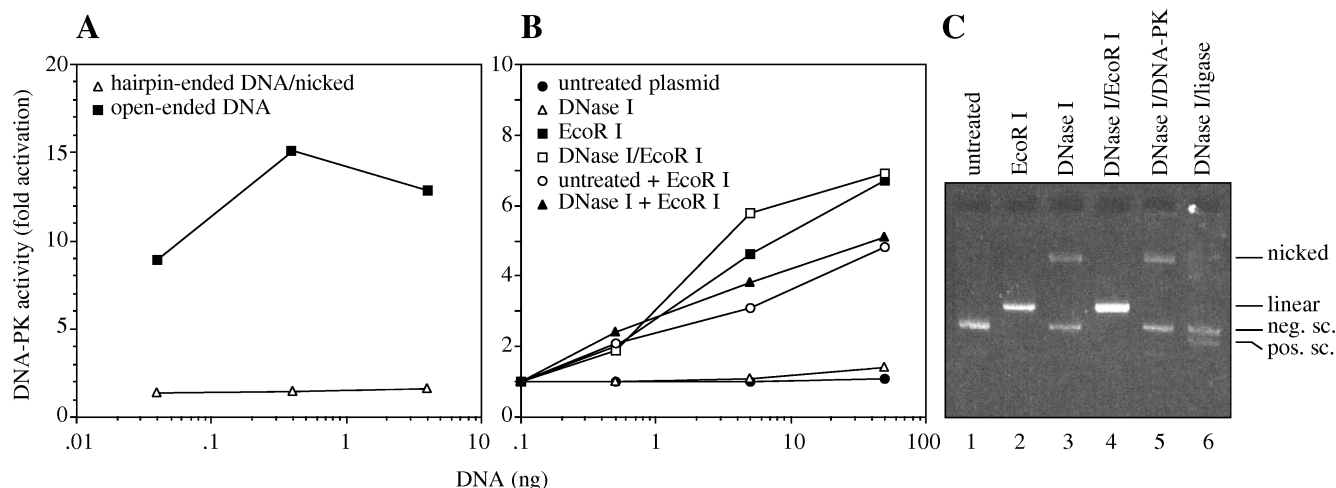 A
B
C
DNA-PK activity (fold activation)
20
15
10
5
0
.01
.1
1
10
hairpin-ended DNA/nicked
open-ended DNA
10
8
6
4
2
0
.1
1
10
100
untreated plasmid
DNase I
EcoR I
DNase I/EcoR I
untreated + EcoR I
DNase I + EcoR I
DNA (ng)
untreated
EcoR I
DNase I
DNase I/EcoR I
DNase I/DNA-PK
DNase I/ligase
nicked
linear
neg. sc.
pos. sc.
1 2 3 4 5 6